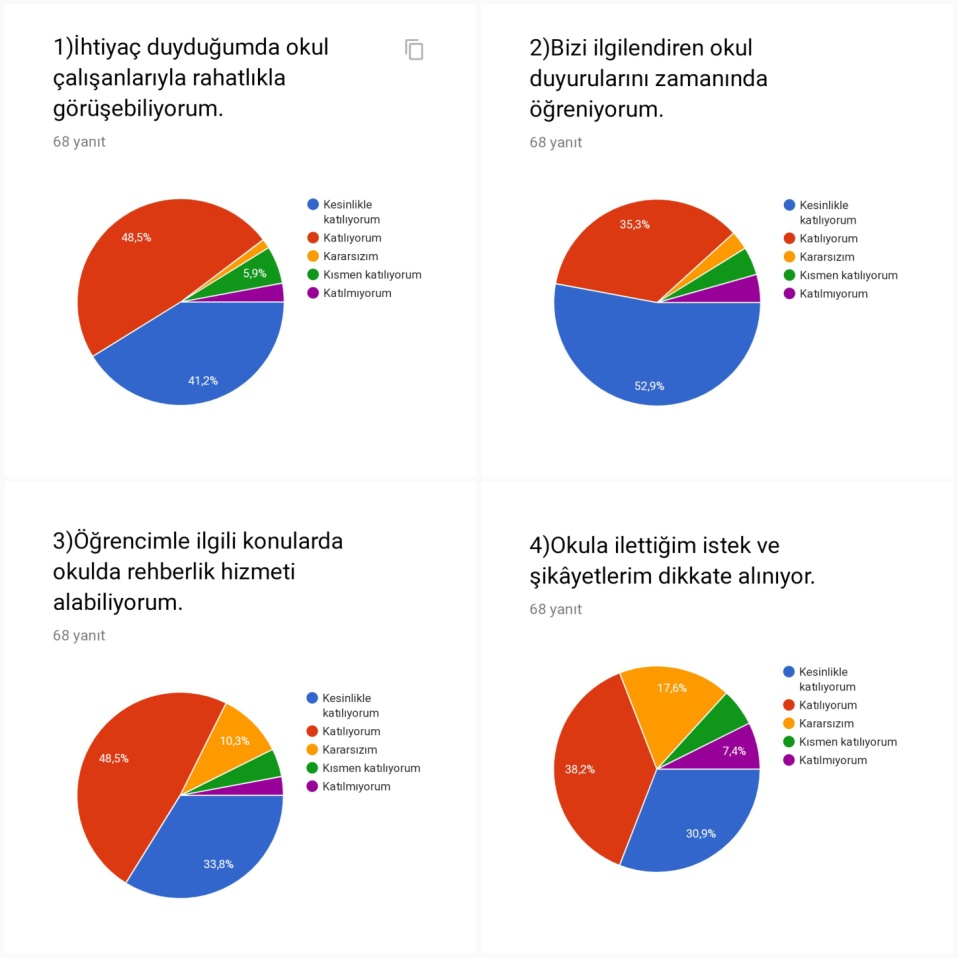 1)İhtiyaç duyduğumda okul
çalışanlarıyla rahatlıkla
görüşebiliyorum.
68 yanıt
48,5%
5,9%
41,2%
Kesinlikle
katılıyorum
Katılıyorum
Kararsızım
Kısmen katılıyorum
Katılmıyorum
2)Bizi ilgilendiren okul
duyurularını zamanında
öğreniyorum.
68 yanıt
35,3%
52,9%
Kesinlikle
katılıyorum
Katılıyorum
Kararsızım
Kısmen katılıyorum
Katılmıyorum
3)Öğrencimle ilgili konularda
okulda rehberlik hizmeti
alabiliyorum.
68 yanıt
48,5%
10,3%
33,8%
Kesinlikle
katılıyorum
Katılıyorum
Kararsızım
Kısmen katılıyorum
Katılmıyorum
4)Okula ilettiğim istek ve
şikâyetlerim dikkate alınıyor.
68 yanıt
17,6%
7,4%
38,2%
30,9%
Kesinlikle
katılıyorum
Katılıyorum
Kararsızım
Kısmen katılıyorum
Katılmıyorum